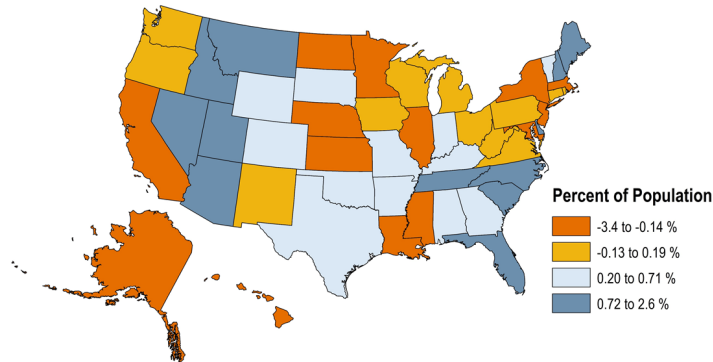 Percent of Population
-3.4 to -0.14 %
-0.13 to 0.19 %
0.20 to 0.71 %
0.72 to 2.6 %